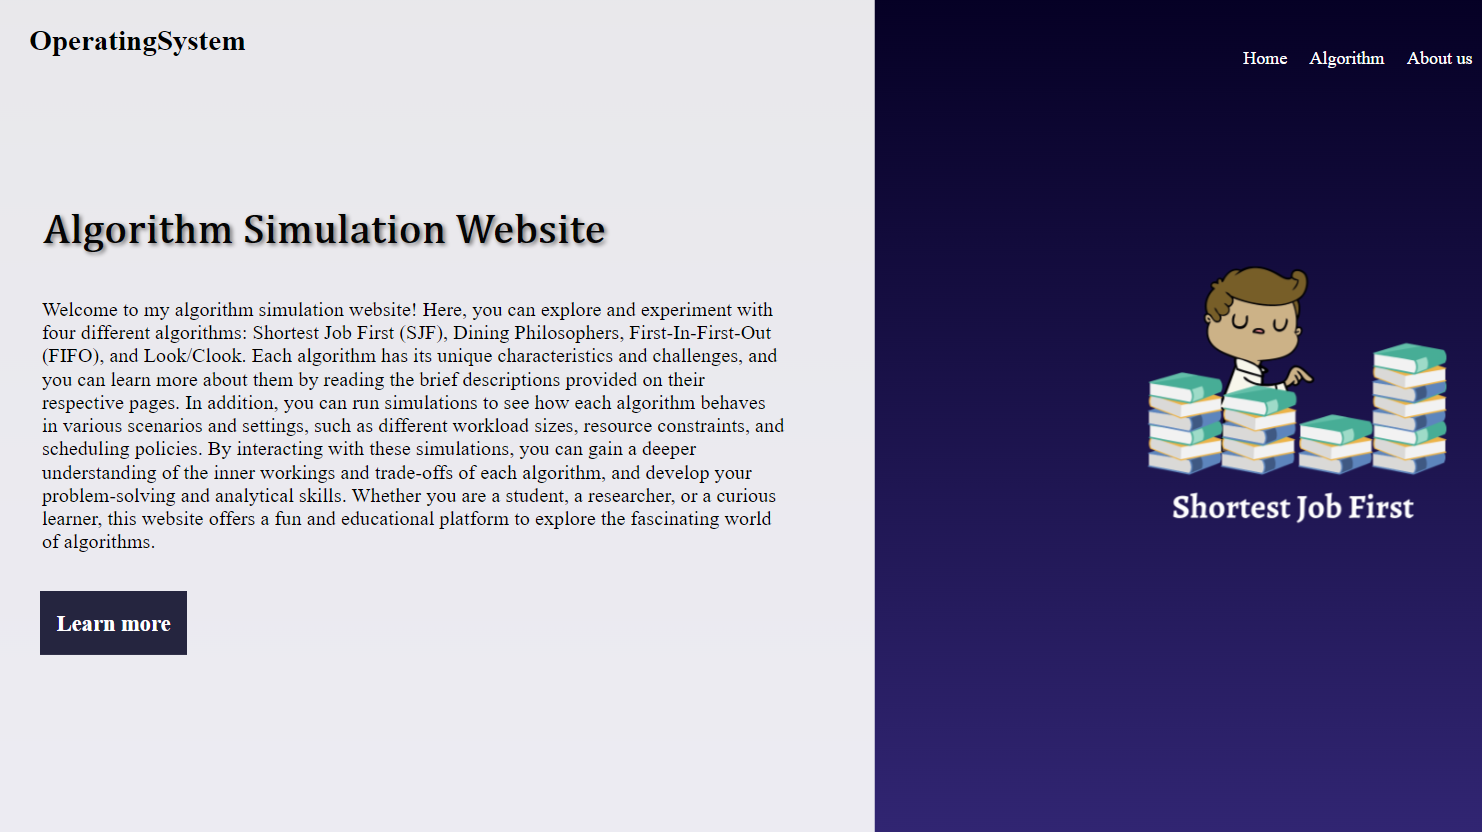 OperatingSystem
Home Algorithm About us
Algorithm Simulation Website
Welcome to my algorithm simulation website! Here, you can explore and experiment with
four different algorithms: Shortest Job First (SJF), Dining Philosophers, First-In-First-Out
(FIFO), and Look/Clook. Each algorithm has its unique characteristics and challenges, and
you can learn more about them by reading the brief descriptions provided on their
respective pages. In addition, you can run simulations to see how each algorithm behaves
in various scenarios and settings, such as different workload sizes, resource constraints, and
scheduling policies. By interacting with these simulations, you can gain a deeper
understanding of the inner workings and trade-offs of each algorithm, and develop your
problem-solving and analytical skills. Whether you are a student, a researcher, or a curious
learner, this website offers a fun and educational platform to explore the fascinating world
of algorithms.
Learn more
Shortest Job First